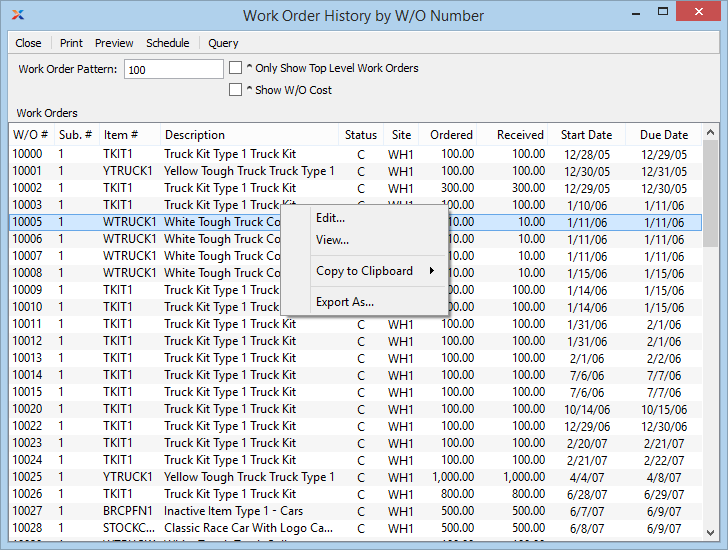 Work Order History by W/O Number
Close Print Preview Schedule Query
Work Order Pattern: 100 ^ Only Show Top Level Work Orders
^ Show W/O Cost
Work Orders
W/O # Sub. # Item # Description Status Site Ordered Received Start Date Due Date
10000 1 TKIT1 Truck Kit Type 1 Truck Kit C WH1 100.00 100.00 12/28/05 12/29/05
10001 1 YTRUCK1 Yellow Tough Truck Truck Type 1 C WH1 100.00 100.00 12/30/05 12/31/05
10002 1 TKIT1 Truck Kit Type 1 Truck Kit C WH1 300.00 300.00 12/29/05 12/30/05
10003 1 TKIT1 Truck Kit Type 1 Truck Kit C WH1 100.00 100.00 1/10/06 1/11/06
10005 1 WTRUCK1 White Tough Truck Co 10.00 10.00 1/11/06 1/11/06
10006 1 WTRUCK1 White Tough Truck Co 10.00 10.00 1/11/06 1/11/06
10007 1 WTRUCK1 White Tough Truck Co 10.00 10.00 1/11/06 1/11/06
10008 1 WTRUCK1 White Tough Truck Co 10.00 10.00 1/15/06 1/15/06
10009 1 TKIT1 Truck Kit Type 1 Truck Kit 100.00 100.00 1/14/06 1/15/06
10010 1 TKIT1 Truck Kit Type 1 Truck Kit 100.00 100.00 1/14/06 1/15/06
Edit...
View...
Copy to Clipboard
Export As...
10011 1 TKIT1 Truck Kit Type 1 Truck Kit C WH1 100.00 100.00 1/31/06 2/1/06
10012 1 TKIT1 Truck Kit Type 1 Truck Kit C WH1 100.00 100.00 1/31/06 2/1/06
10013 1 TKIT1 Truck Kit Type 1 Truck Kit C WH1 100.00 100.00 2/1/06 2/2/06
10014 1 TKIT1 Truck Kit Type 1 Truck Kit C WH1 100.00 100.00 7/6/06 7/7/06
10015 1 TKIT1 Truck Kit Type 1 Truck Kit C WH1 100.00 100.00 7/6/06 7/7/06
10020 1 TKIT1 Truck Kit Type 1 Truck Kit C WH1 100.00 100.00 10/14/06 10/15/06
10022 1 TKIT1 Truck Kit Type 1 Truck Kit C WH1 100.00 100.00 12/29/06 12/30/06
10023 1 TKIT1 Truck Kit Type 1 Truck Kit C WH1 100.00 100.00 2/20/07 2/21/07
10024 1 TKIT1 Truck Kit Type 1 Truck Kit C WH1 100.00 100.00 2/21/07 2/22/07
10025 1 YTRUCK1 Yellow Tough Truck Truck Type 1 C WH1 1,000.00 1,000.00 4/4/07 4/8/07
10026 1 TKIT1 Truck Kit Type 1 Truck Kit C WH1 800.00 800.00 6/28/07 6/29/07
10027 1 BRCPFN1 Inactive Item Type 1 - Cars C WH1 500.00 500.00 6/7/07 6/9/07
10028 1 STOCKC... Classic Race Car With Logo Ca... C WH1 500.00 500.00 6/8/07 6/9/07